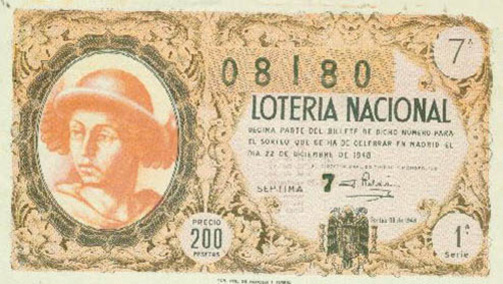 7ª
08180
LOTERIA NACIONAL
DECIMA PARTE DEL BILLETE DE DICHO NUMERO PARA
EL SORTEO QUE SE HA DE CELEBRAR EN MADRID EL
DIA 22 DE DICIEMBRE DE 1948
SEPTIMA 7
PRECIO
200
PESETAS
1ª
Serie